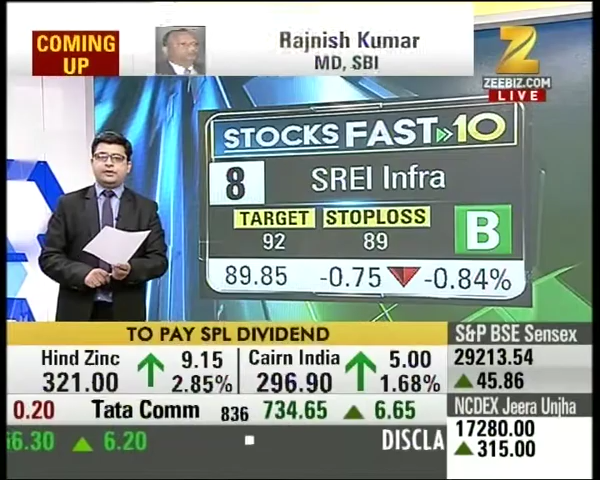 COMING UP
Rajnish Kumar
MD, SBI
ZEEBIZ.COM
LIVE
STOCKS FAST 10
8 SREI Infra
TARGET STOPLOSS
92 89
B
89.85 -0.75 -0.84%
TO PAY SPL DIVIDEND
Hind Zinc 9.15 Cairn India 5.00
321.00 2.85% 296.90 1.68%
0.20 Tata Comm 836 734.65 6.65
6.30 6.20 DISCLA
S&P BSE Sensex
29213.54
45.86
NCDEX Jeera Unjha
17280.00
315.00